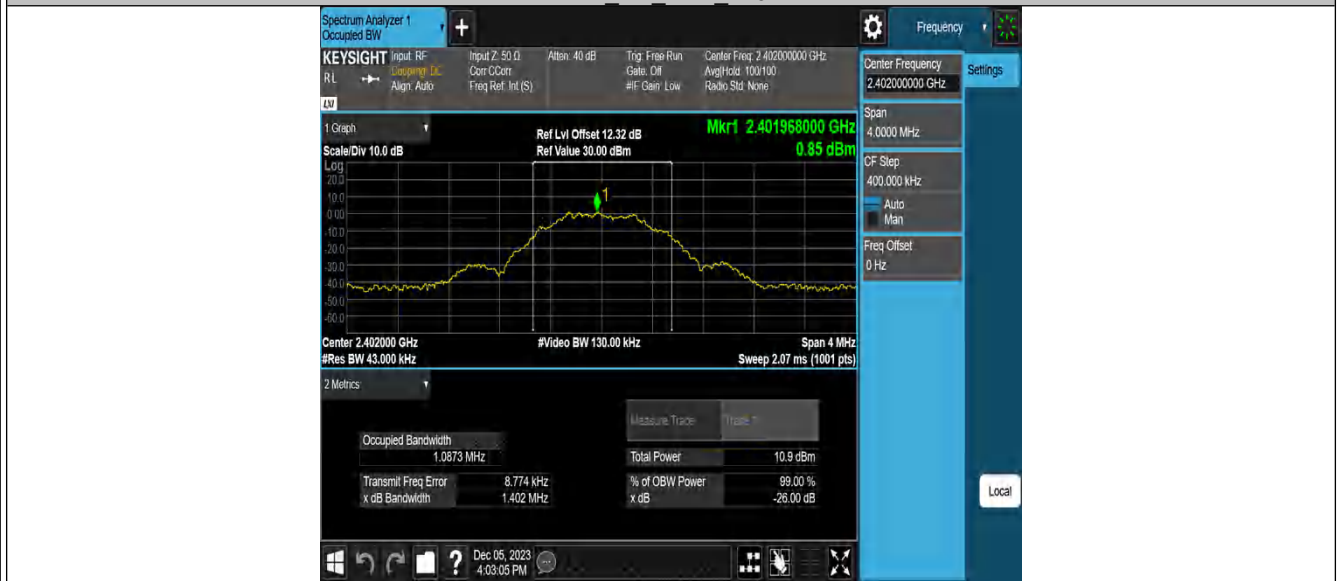 Spectrum Analyzer 1
Occupied BW
+
Frequency
KEYSIGHT
Input: RF
Coupling: DC
Align: Auto
RL
LXI
Input Z: 50 Ω
Corr CCorr
Freq Ref: Int (S)
Atten: 40 dB
Trig: Free Run
Gate: Off
#IF Gain: Low
Center Freq: 2.402000000 GHz
Avg|Hold: 100/100
Radio Std: None
Center Frequency
2.402000000 GHz
Settings
Span
4.0000 MHz
CF Step
400.000 kHz
Auto
Man
Freq Offset
0 Hz
1 Graph
Scale/Div 10.0 dB
Ref Lvl Offset 12.32 dB
Ref Value 30.00 dBm
Mkr1 2.401968000 GHz
0.85 dBm
Log
20.0
10.0
0.00
-10.0
-20.0
-30.0
-40.0
-50.0
-60.0
1
Center 2.402000 GHz
#Video BW 130.00 kHz
Span 4 MHz
#Res BW 43.000 kHz
Sweep 2.07 ms (1001 pts)
2 Metrics
Measure Trace
Trace 1
Occupied Bandwidth
1.0873 MHz
Total Power 10.9 dBm
Transmit Freq Error 8.774 kHz
% of OBW Power 99.00 %
x dB Bandwidth 1.402 MHz
x dB -26.00 dB
Local
?
Dec 05, 2023
4:03:05 PM